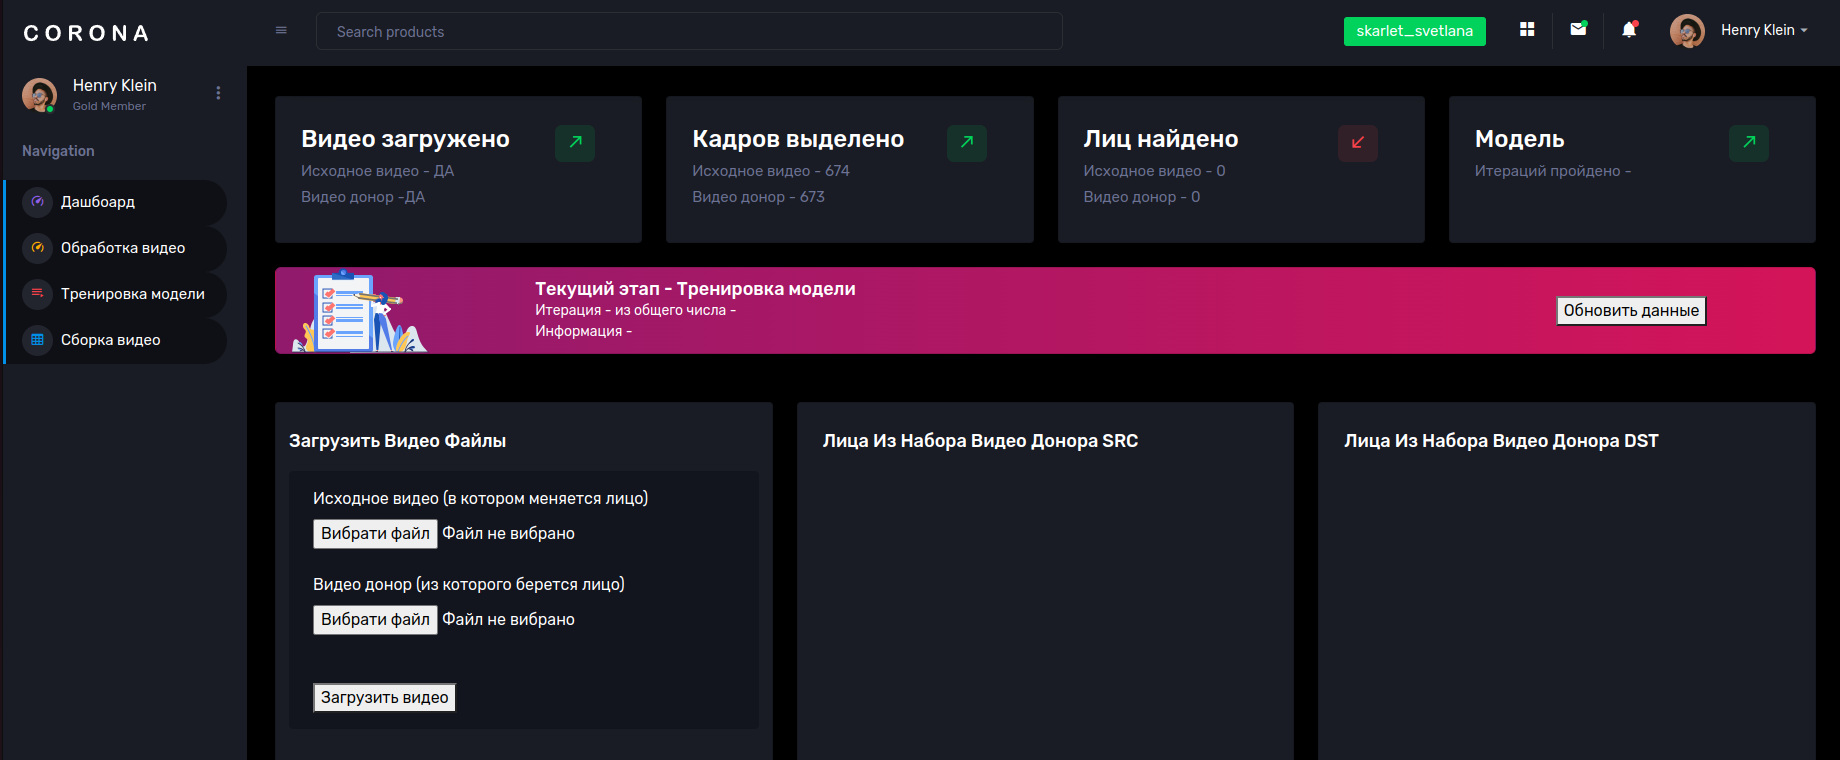 CORONA
Search products
skarlet_svetlana
Henry Klein
Henry Klein
Gold Member
Navigation
Дашбоард
Обработка видео
Тренировка модели
Сборка видео
Видео загружено
Исходное видео - ДА
Видео донор -ДА
Кадров выделено
Исходное видео - 674
Видео донор - 673
Лиц найдено
Исходное видео - 0
Видео донор - 0
Модель
Итераций пройдено -
Текущий этап - Тренировка модели
Итерация - из общего числа -
Информация -
Обновить данные
Загрузить Видео Файлы
Исходное видео (в котором меняется лицо)
Вибрати файл Файл не вибрано
Видео донор (из которого берется лицо)
Вибрати файл Файл не вибрано
Загрузить видео
Лица Из Набора Видео Донора SRC
Лица Из Набора Видео Донора DST